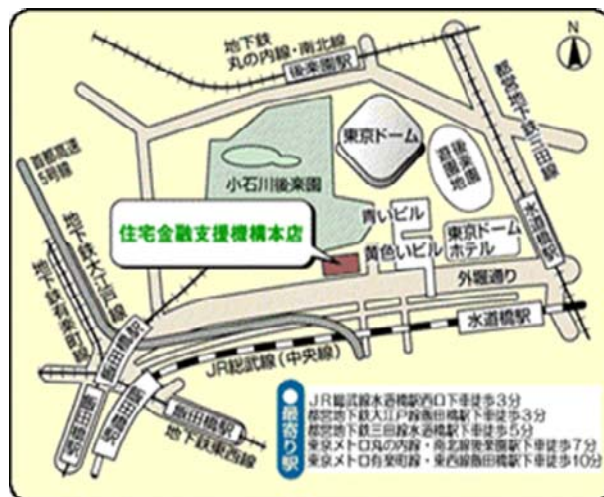 N
地下鉄
丸の内線・南北線
後楽園駅
都営地下鉄三田線
首都高速
5号線
東京ドーム
後楽園
遊園地
小石川後楽園
住宅金融支援機構本店
青いビル
黄色いビル
東京ドーム
ホテル
水道橋駅
外堀通り
地下鉄大江戸線
地下鉄有楽町線
飯田橋駅
JR総武線(中央線)
水道橋駅
飯田橋駅
飯田橋駅
飯田橋駅
地下鉄東西線
最寄り駅
JR総武線水道橋駅西口下車徒歩3分
都営地下鉄大江戸線飯田橋駅下車徒歩3分
都営地下鉄三田線水道橋駅下車徒歩5分
東京メトロ丸の内線・南北線後楽園駅下車徒歩7分
東京メトロ有楽町線・東西線飯田橋駅下車徒歩10分